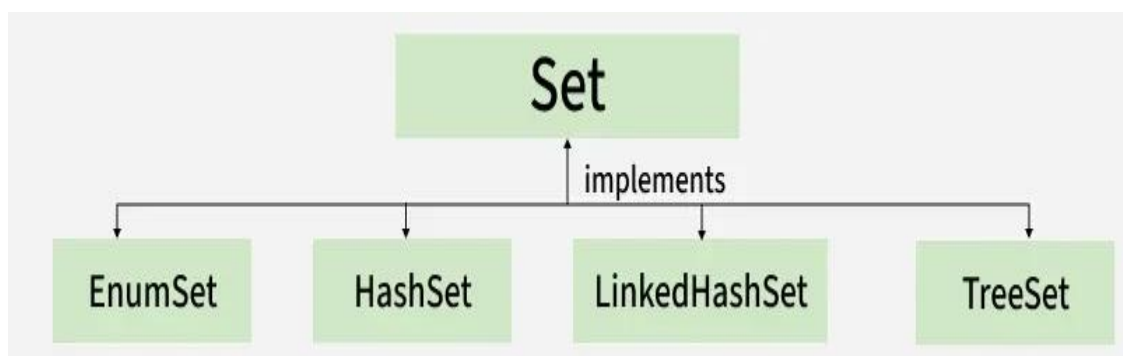 Set
implements
EnumSet
HashSet
LinkedHashSet
TreeSet